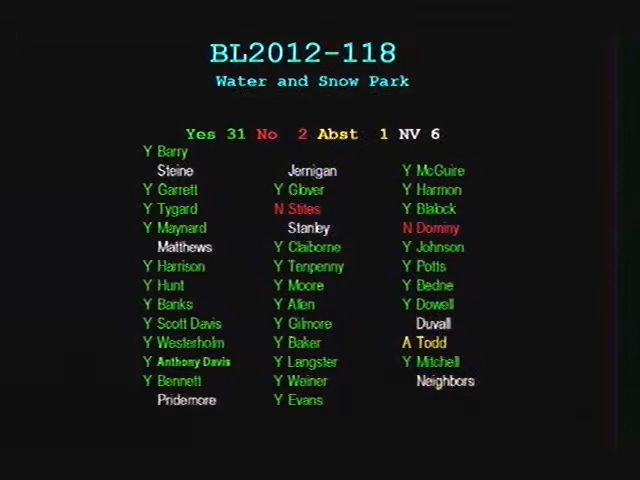 BL2012-118
Water and Snow Park
Yes 31 No 2 Abst 1 NV 6
Y Barry
Steine Jernigan Y McGuire
Y Garrett Y Glover Y Harmon
Y Tygard N Stites Y Blalock
Y Maynard Stanley N Dominy
Matthews Y Claiborne Y Johnson
Y Harrison Y Tenpenny Y Potts
Y Hunt Y Moore Y Bedne
Y Banks Y Allen Y Dowell
Y Scott Davis Y Gilmore Duvall
Y Westerholm Y Baker A Todd
Y Anthony Davis Y Langster Y Mitchell
Y Bennett Y Weiner Neighbors
Pridemore Y Evans